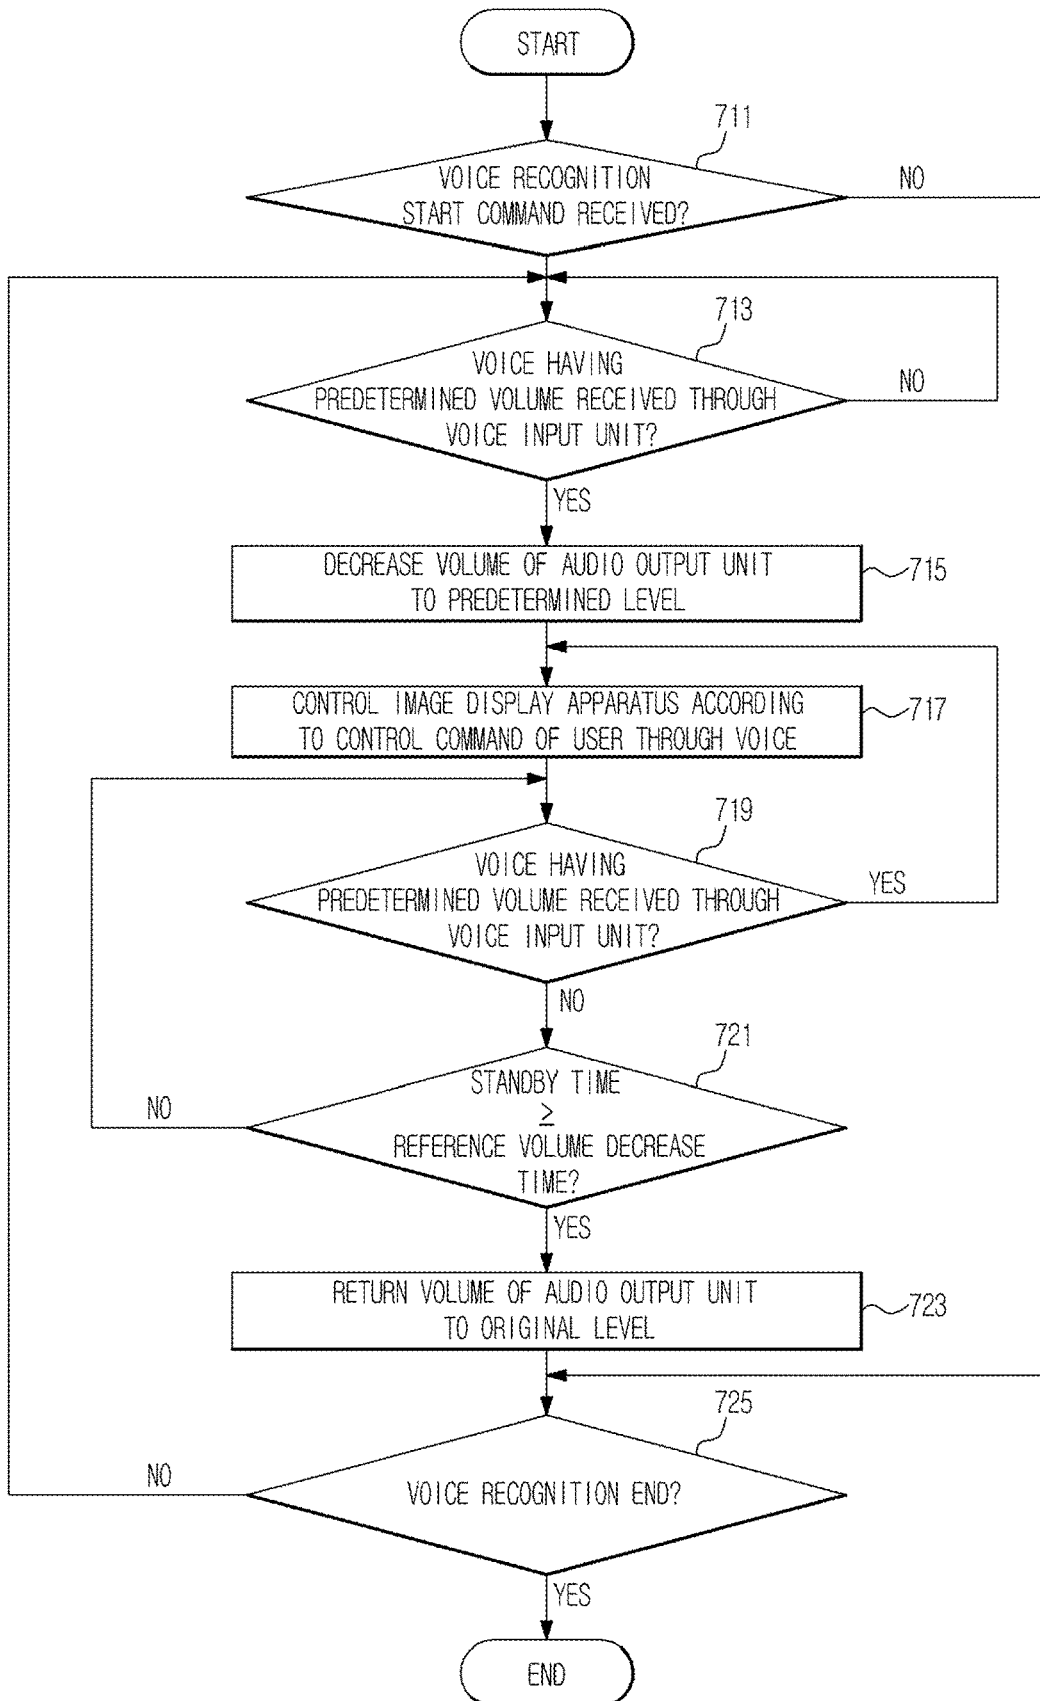 START
711
VOICE RECOGNITION
START COMMAND RECEIVED?
NO
713
VOICE HAVING
PREDETERMINED VOLUME RECEIVED THROUGH
VOICE INPUT UNIT?
NO
YES
DECREASE VOLUME OF AUDIO OUTPUT UNIT
TO PREDETERMINED LEVEL
715
CONTROL IMAGE DISPLAY APPARATUS ACCORDING
TO CONTROL COMMAND OF USER THROUGH VOICE
717
719
VOICE HAVING
PREDETERMINED VOLUME RECEIVED THROUGH
VOICE INPUT UNIT?
YES
NO
721
STANDBY TIME
≥
REFERENCE VOLUME DECREASE
TIME?
NO
YES
RETURN VOLUME OF AUDIO OUTPUT UNIT
TO ORIGINAL LEVEL
723
725
VOICE RECOGNITION END?
NO
YES
END